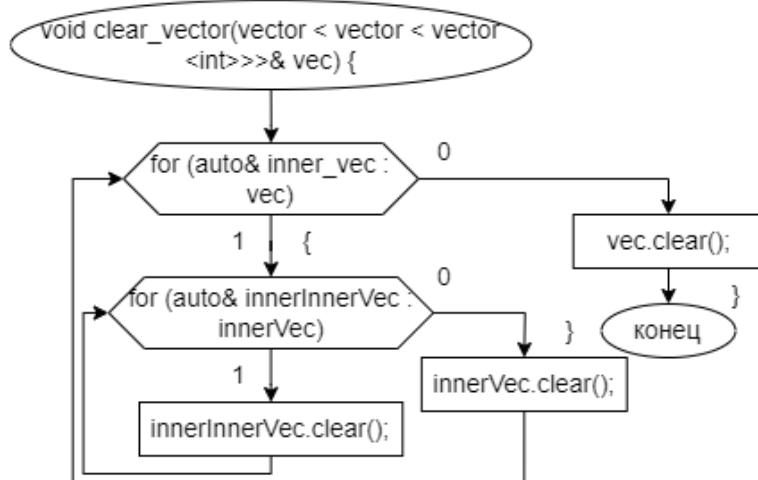 void clear_vector(vector < vector < vector
<int>>>& vec) {
for (auto& inner_vec :
vec)
0
1
{
vec.clear();
}
конец
for (auto& innerInnerVec :
innerVec)
0
}
1
innerVec.clear();
innerInnerVec.clear();